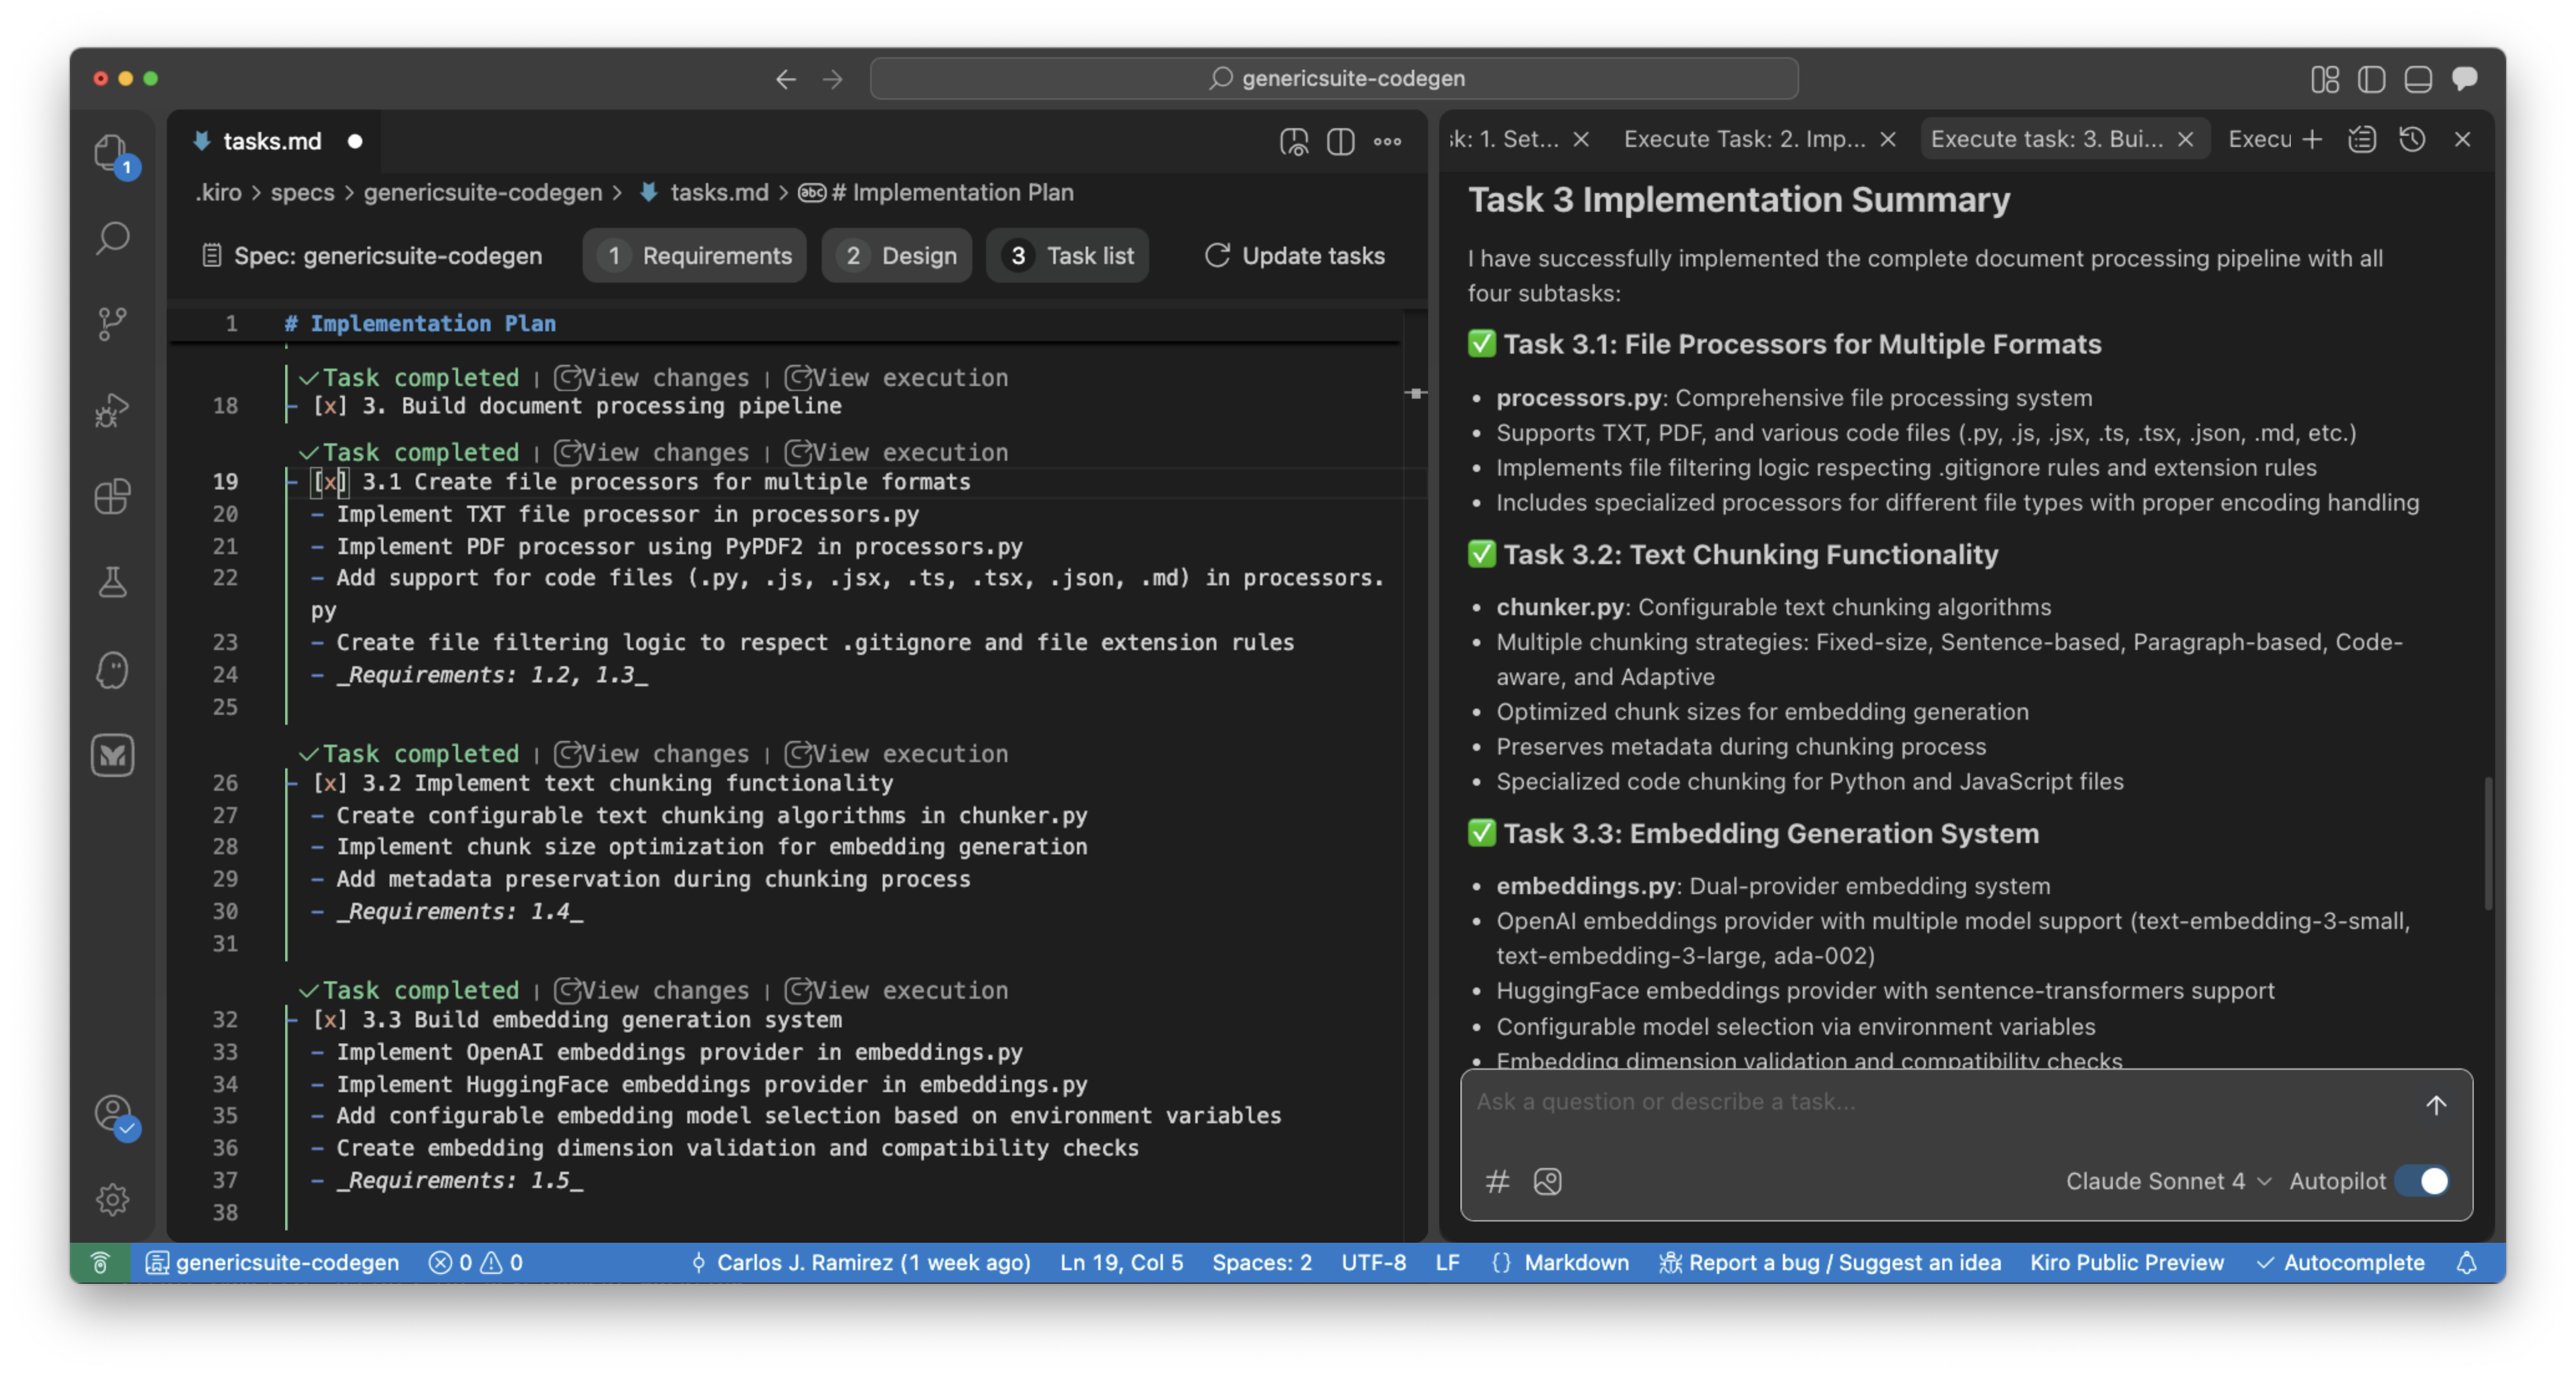 genericsuite-codegen
1
tasks.md
.kiro > specs > genericsuite-codegen > tasks.md > abc # Implementation Plan
Spec: genericsuite-codegen
1 Requirements
2 Design
3 Task list
Update tasks
1 # Implementation Plan
Task completed | View changes | View execution
18 - [x] 3. Build document processing pipeline
Task completed | View changes | View execution
19 - [x] 3.1 Create file processors for multiple formats
20 - Implement TXT file processor in processors.py
21 - Implement PDF processor using PyPDF2 in processors.py
22 - Add support for code files (.py, .js, .jsx, .ts, .tsx, .json, .md) in processors.
py
23 - Create file filtering logic to respect .gitignore and file extension rules
24 - _Requirements: 1.2, 1.3_
25
Task completed | View changes | View execution
26 - [x] 3.2 Implement text chunking functionality
27 - Create configurable text chunking algorithms in chunker.py
28 - Implement chunk size optimization for embedding generation
29 - Add metadata preservation during chunking process
30 - _Requirements: 1.4_
31
Task completed | View changes | View execution
32 - [x] 3.3 Build embedding generation system
33 - Implement OpenAI embeddings provider in embeddings.py
34 - Implement HuggingFace embeddings provider in embeddings.py
35 - Add configurable embedding model selection based on environment variables
36 - Create embedding dimension validation and compatibility checks
37 - _Requirements: 1.5_
38
sk: 1. Set...
Execute Task: 2. Imp...
Execute task: 3. Bui...
Execu
Task 3 Implementation Summary
I have successfully implemented the complete document processing pipeline with all
four subtasks:
✅ Task 3.1: File Processors for Multiple Formats
• processors.py: Comprehensive file processing system
• Supports TXT, PDF, and various code files (.py, .js, .jsx, .ts, .tsx, .json, .md, etc.)
• Implements file filtering logic respecting .gitignore rules and extension rules
• Includes specialized processors for different file types with proper encoding handling
✅ Task 3.2: Text Chunking Functionality
• chunker.py: Configurable text chunking algorithms
• Multiple chunking strategies: Fixed-size, Sentence-based, Paragraph-based, Code-
aware, and Adaptive
• Optimized chunk sizes for embedding generation
• Preserves metadata during chunking process
• Specialized code chunking for Python and JavaScript files
✅ Task 3.3: Embedding Generation System
• embeddings.py: Dual-provider embedding system
• OpenAI embeddings provider with multiple model support (text-embedding-3-small,
text-embedding-3-large, ada-002)
• HuggingFace embeddings provider with sentence-transformers support
• Configurable model selection via environment variables
• Embedding dimension validation and compatibility checks
Ask a question or describe a task...
# Claude Sonnet 4 Autopilot
genericsuite-codegen 0 0 Carlos J. Ramirez (1 week ago) Ln 19, Col 5 Spaces: 2 UTF-8 LF {} Markdown Report a bug / Suggest an idea Kiro Public Preview Autocomplete